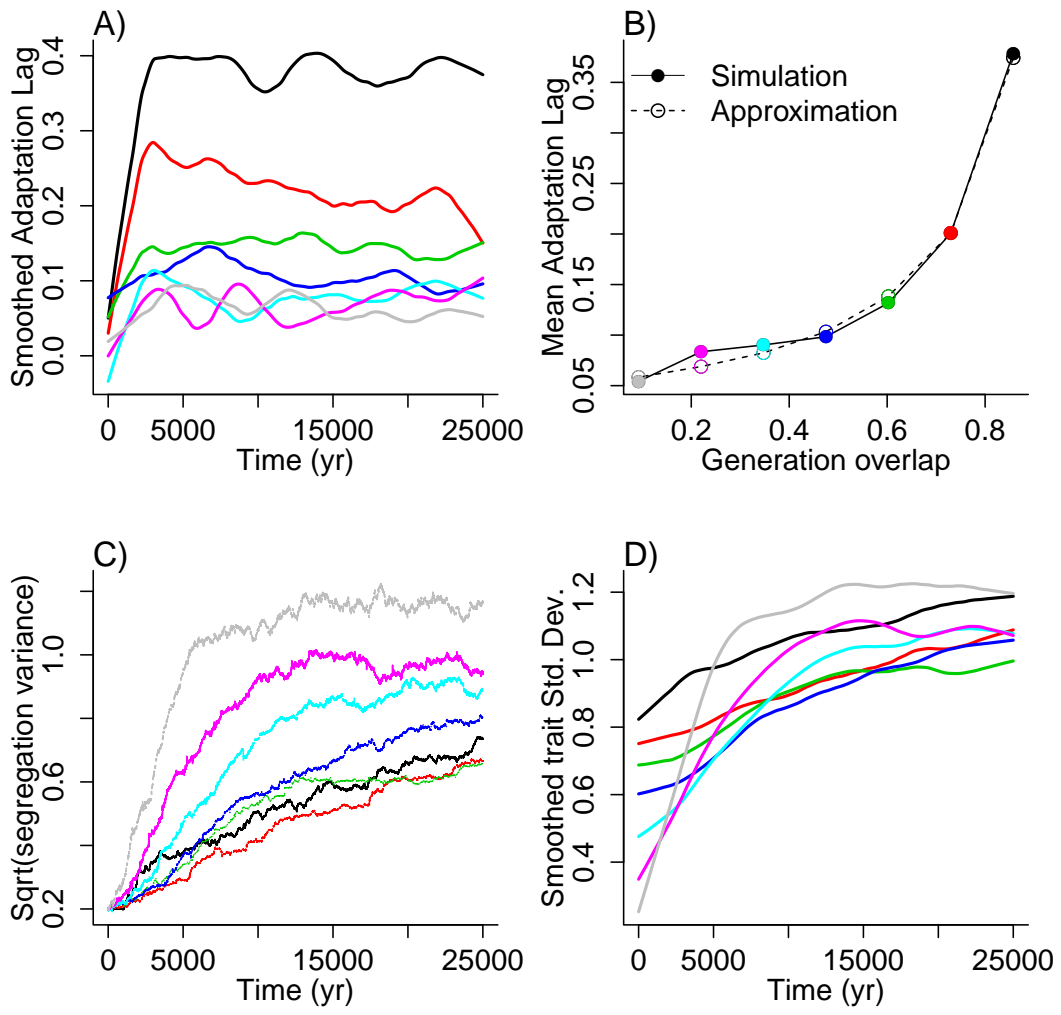 A)
Smoothed Adaptation Lag
0.0 0.1 0.2 0.3 0.4
0 5000 15000 25000
Time (yr)
B)
Mean Adaptation Lag
0.05 0.15 0.25 0.35
Simulation
Approximation
0.2 0.4 0.6 0.8
Generation overlap
C)
Sqrt(segregation variance)
0.2 0.6 1.0
0 5000 15000 25000
Time (yr)
D)
Smoothed trait Std. Dev.
0.4 0.6 0.8 1.0 1.2
0 5000 15000 25000
Time (yr)